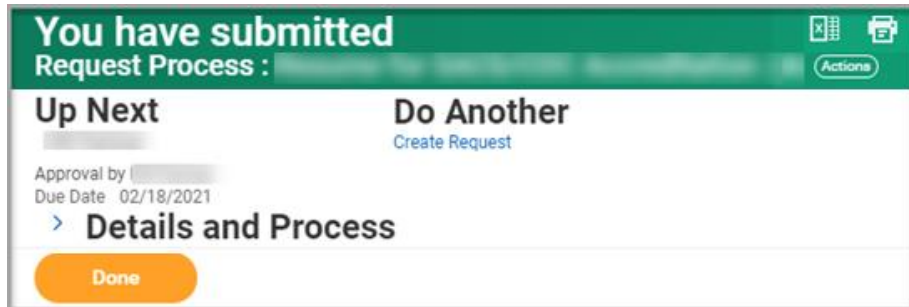 You have submitted
Request Process :
Actions
Up Next
Do Another
Create Request
Approval by
Due Date 02/18/2021
Details and Process
Done